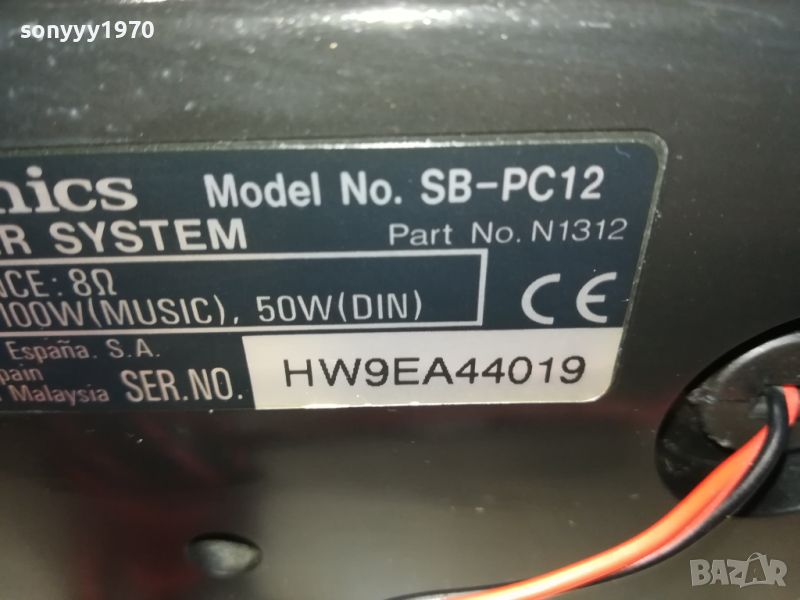 sonyyy1970
nics Model No. SB-PC12
R SYSTEM Part No. N1312
NCE: 8Ω
100W(MUSIC), 50W(DIN)
CE
España. S.A.
pain
Malaysia SER.NO. HW9EA44019
BAZAR